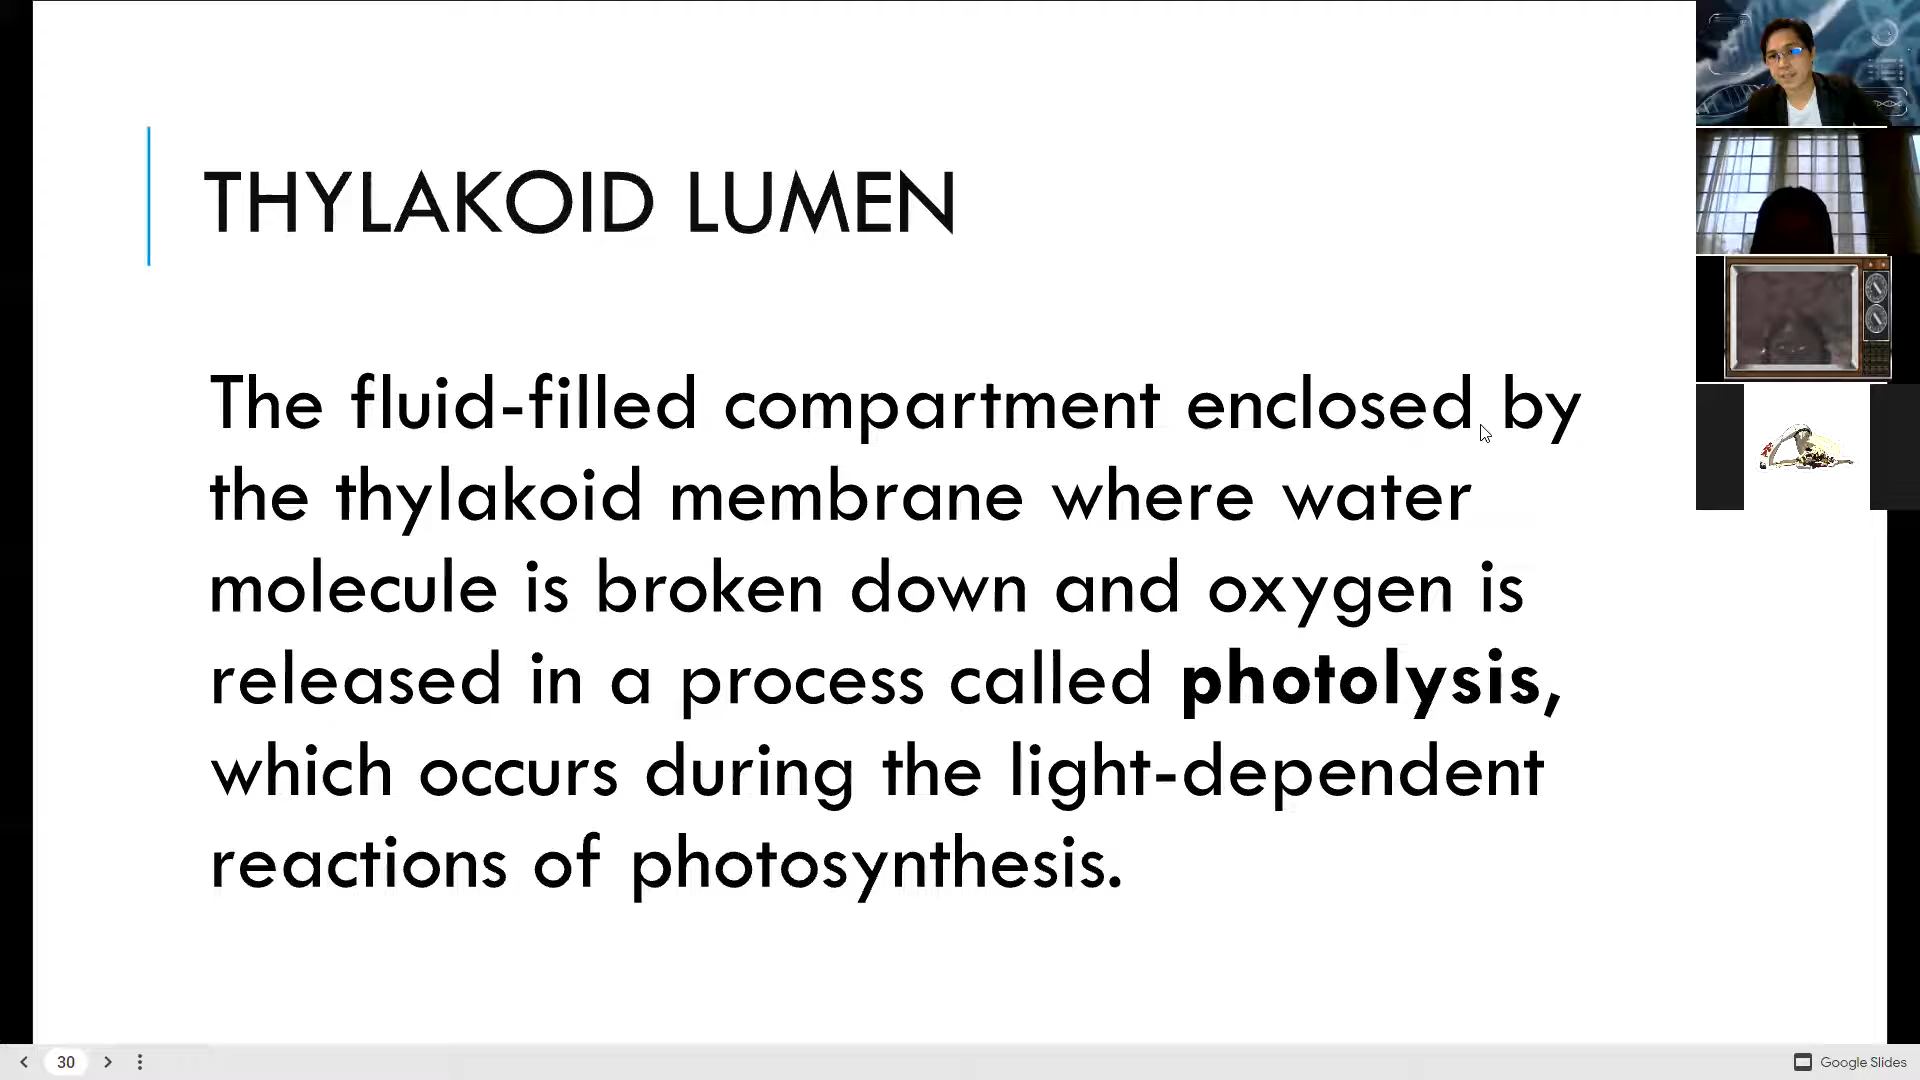 THYLAKOID LUMEN
The fluid-filled compartment enclosed by
the thylakoid membrane where water
molecule is broken down and oxygen is
released in a process called photolysis,
which occurs during the light-dependent
reactions of photosynthesis.
30
Google Slides